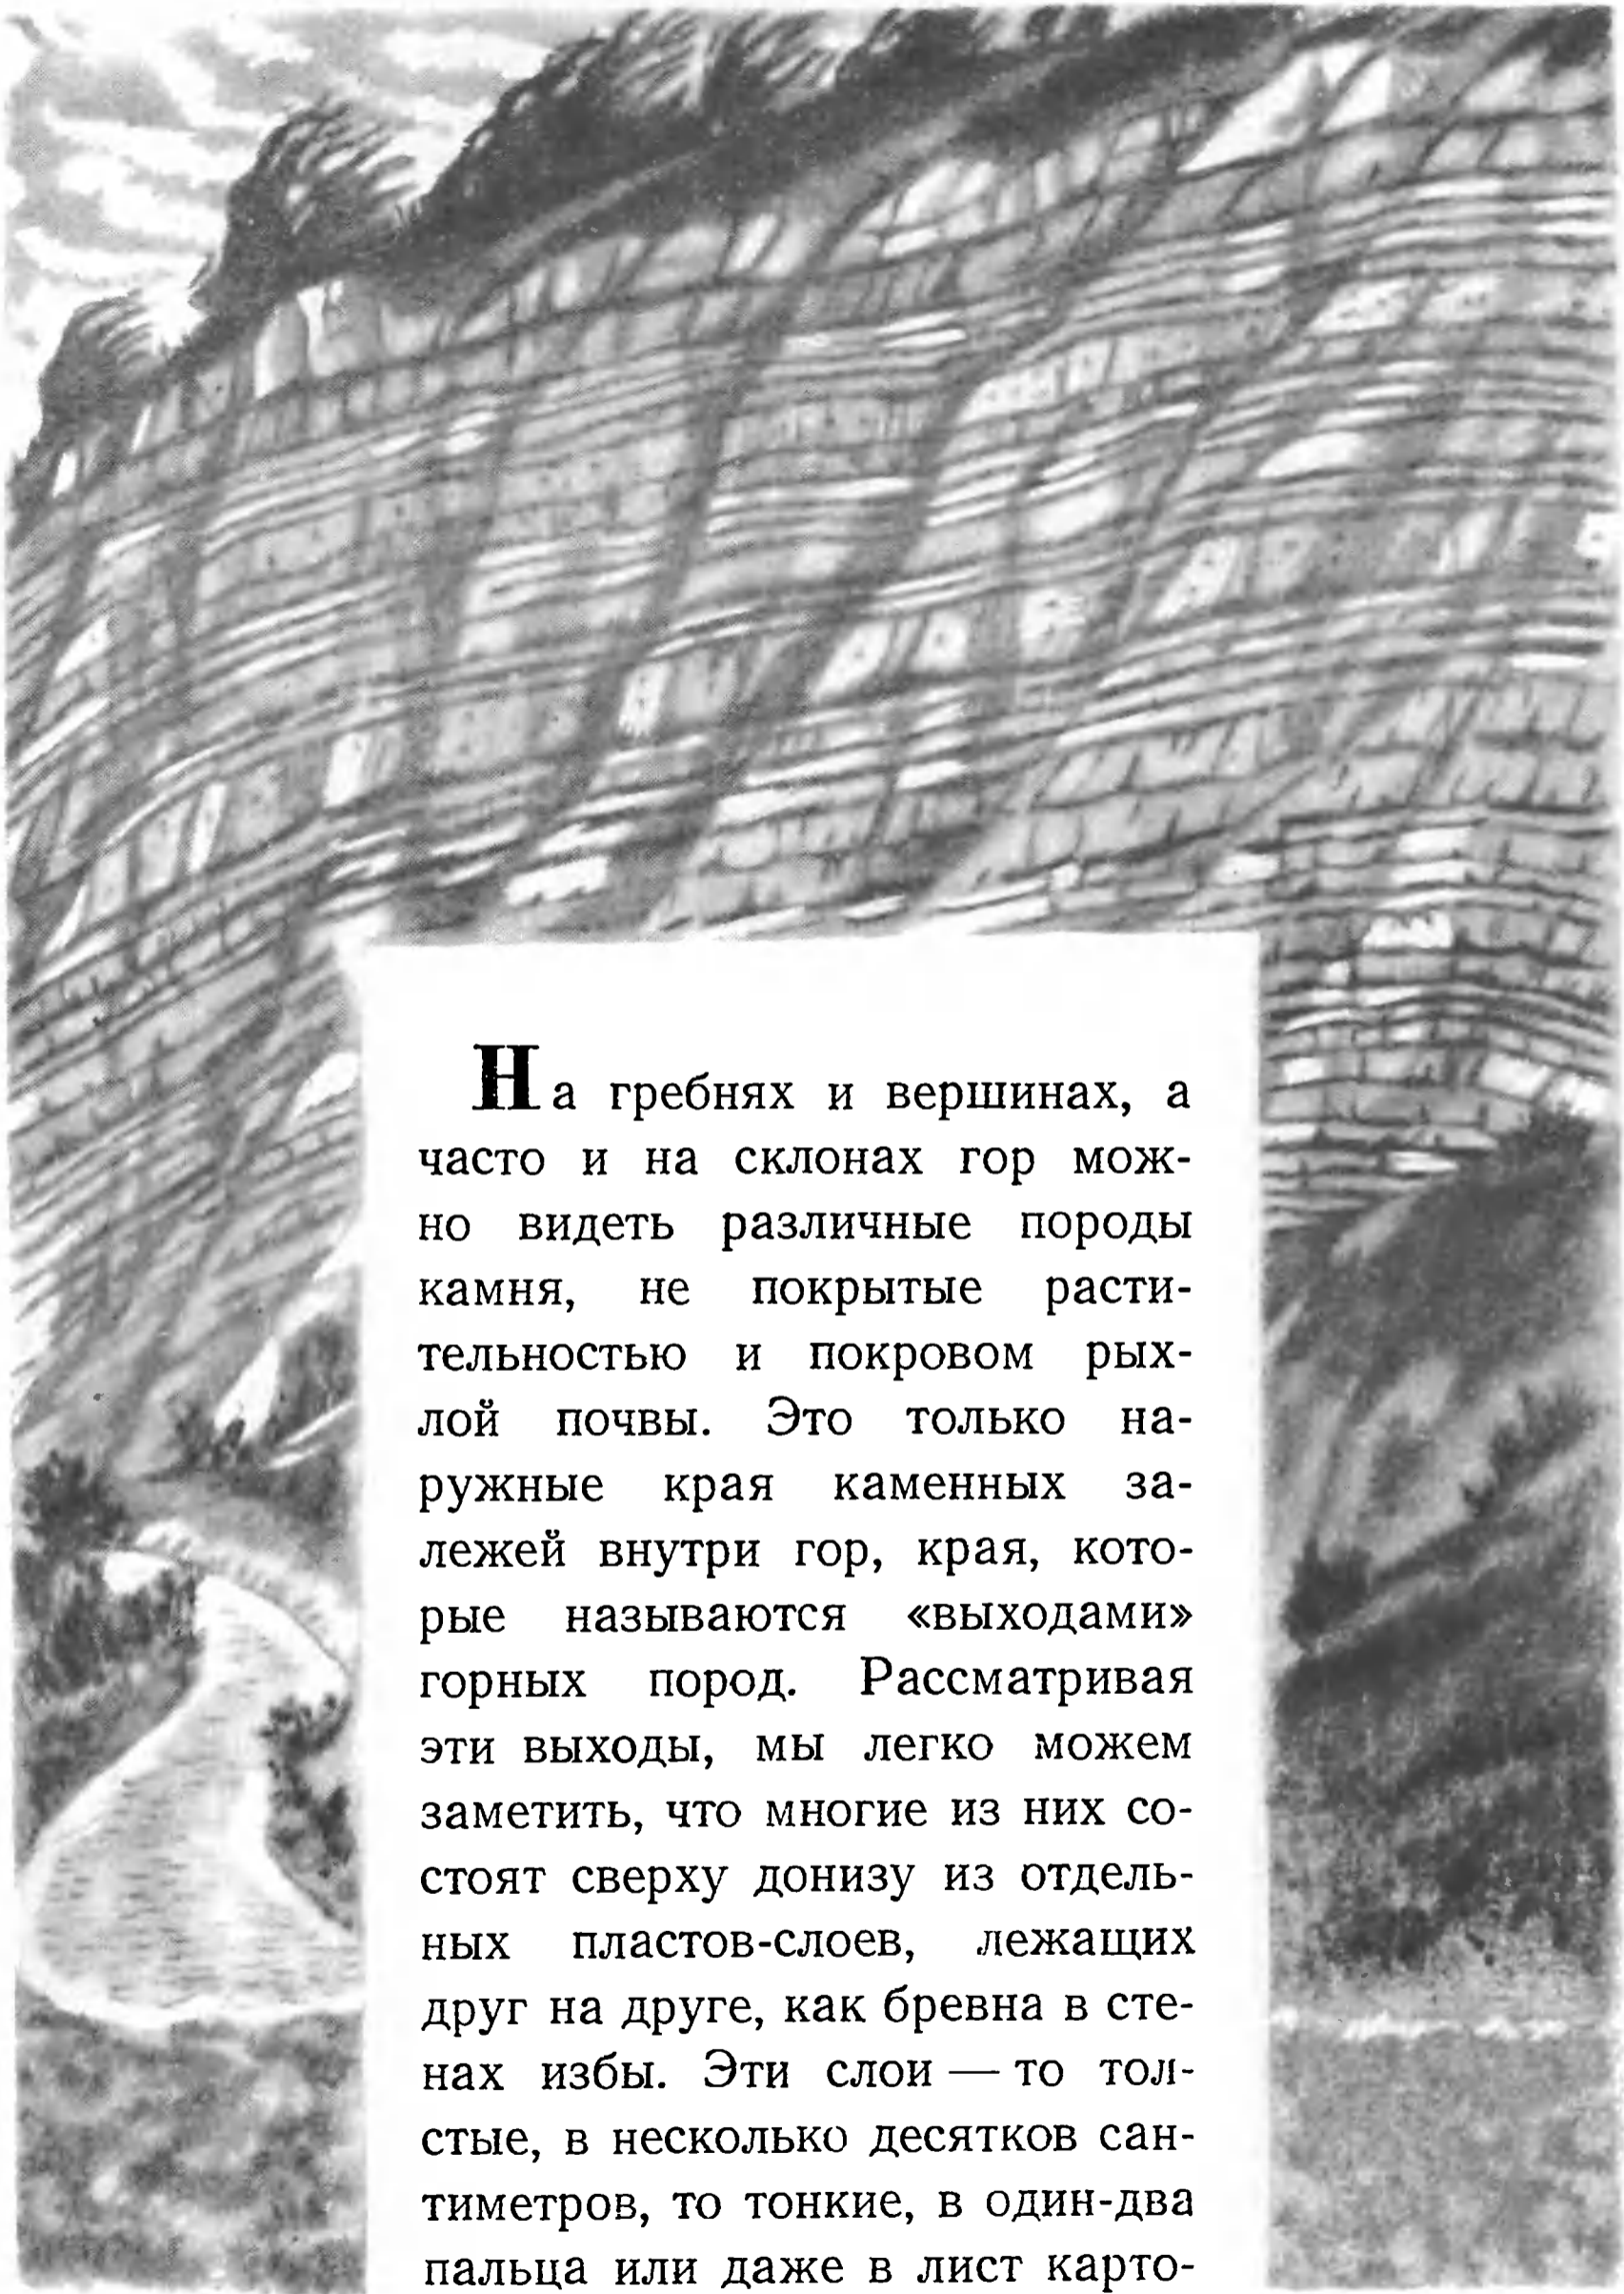 На гребнях и вершинах, а
часто и на склонах гор мож-
но видеть различные породы
камня, не покрытые расти-
тельностью и покровом рых-
лой почвы. Это только на-
ружные края каменных за-
лежей внутри гор, края, кото-
рые называются «выходами»
горных пород. Рассматривая
эти выходы, мы легко можем
заметить, что многие из них со-
стоят сверху донизу из отдель-
ных пластов-слоев, лежащих
друг на друге, как бревна в сте-
нах избы. Эти слои — то тол-
стые, в несколько десятков сан-
тиметров, то тонкие, в один-два
пальца или даже в лист карто-